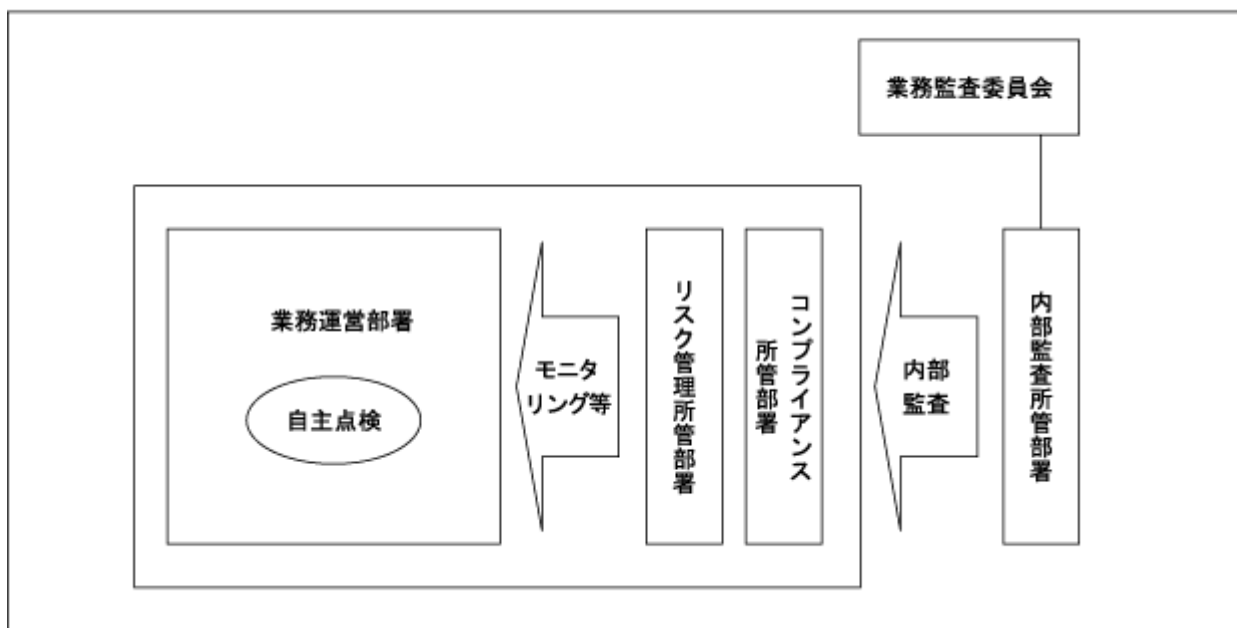 業務監査委員会
業務運営部署
自主点検
モニタ
リング等
リスク管理所管部署
コンプライアンス
所管部署
内部
監査
内部監査所管部署